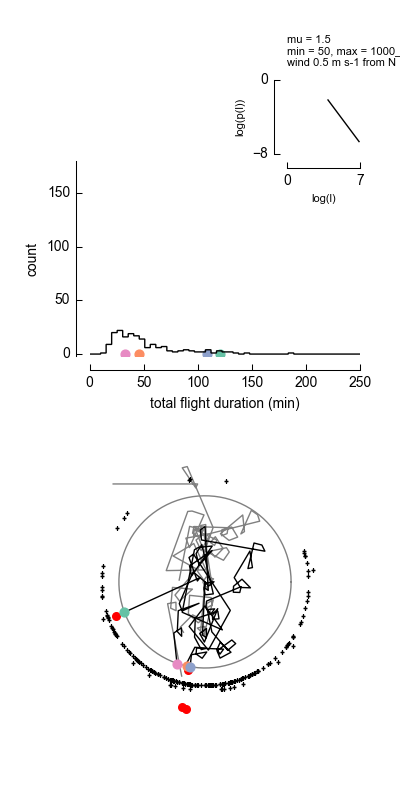 mu = 1.5
min = 50, max = 1000_
wind 0.5 m s-1 from N
0
log(p(l))
−8
0 7
log(l)
150
100
50
0
count
0 50 100 150 200 250
total flight duration (min)